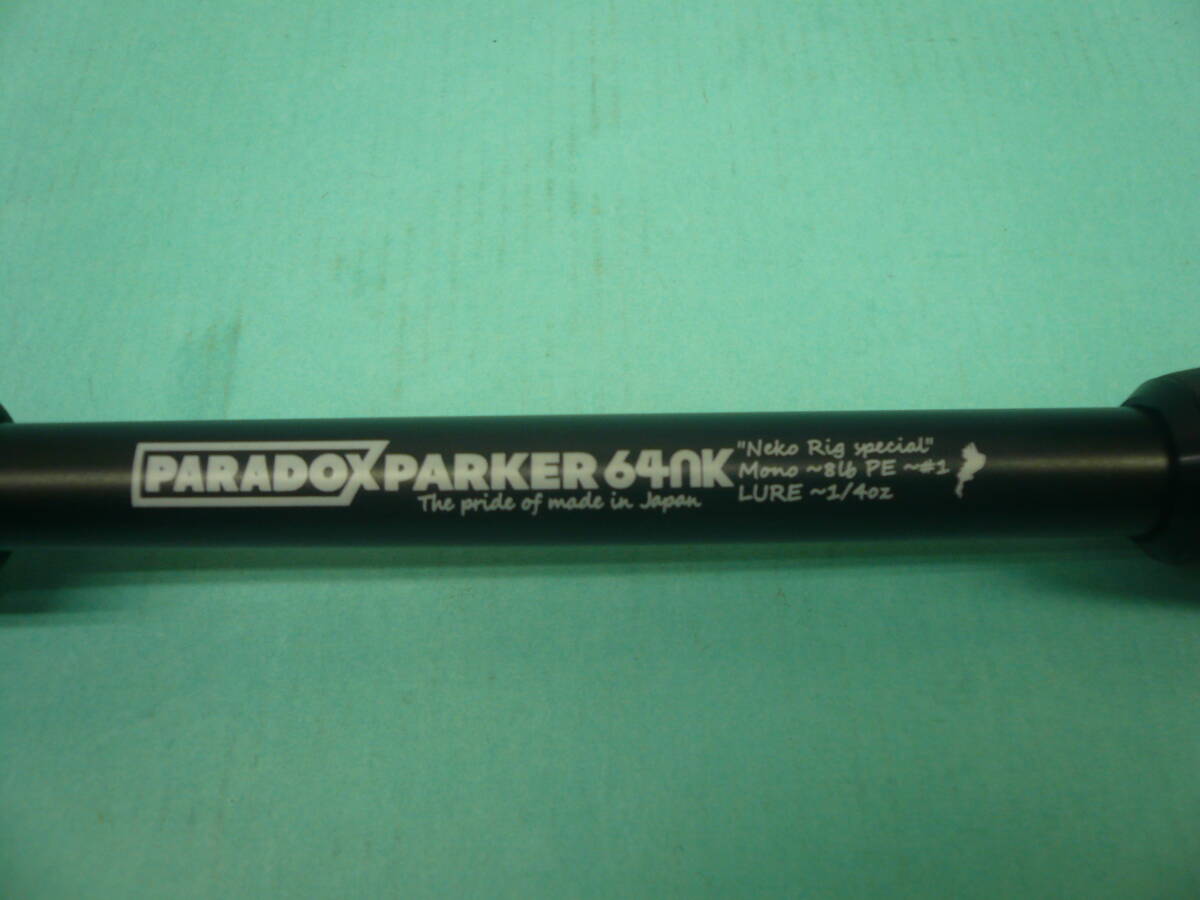 PARADOX PARKER 64NK
The pride of made in Japan
"Neko Rig special"
Mono ~8lb PE ~#1
LURE ~1/4oz